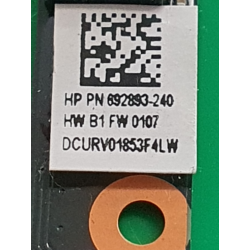 HP PN 692893-240
HW B1 FW 0107
DCURV01853F4LW